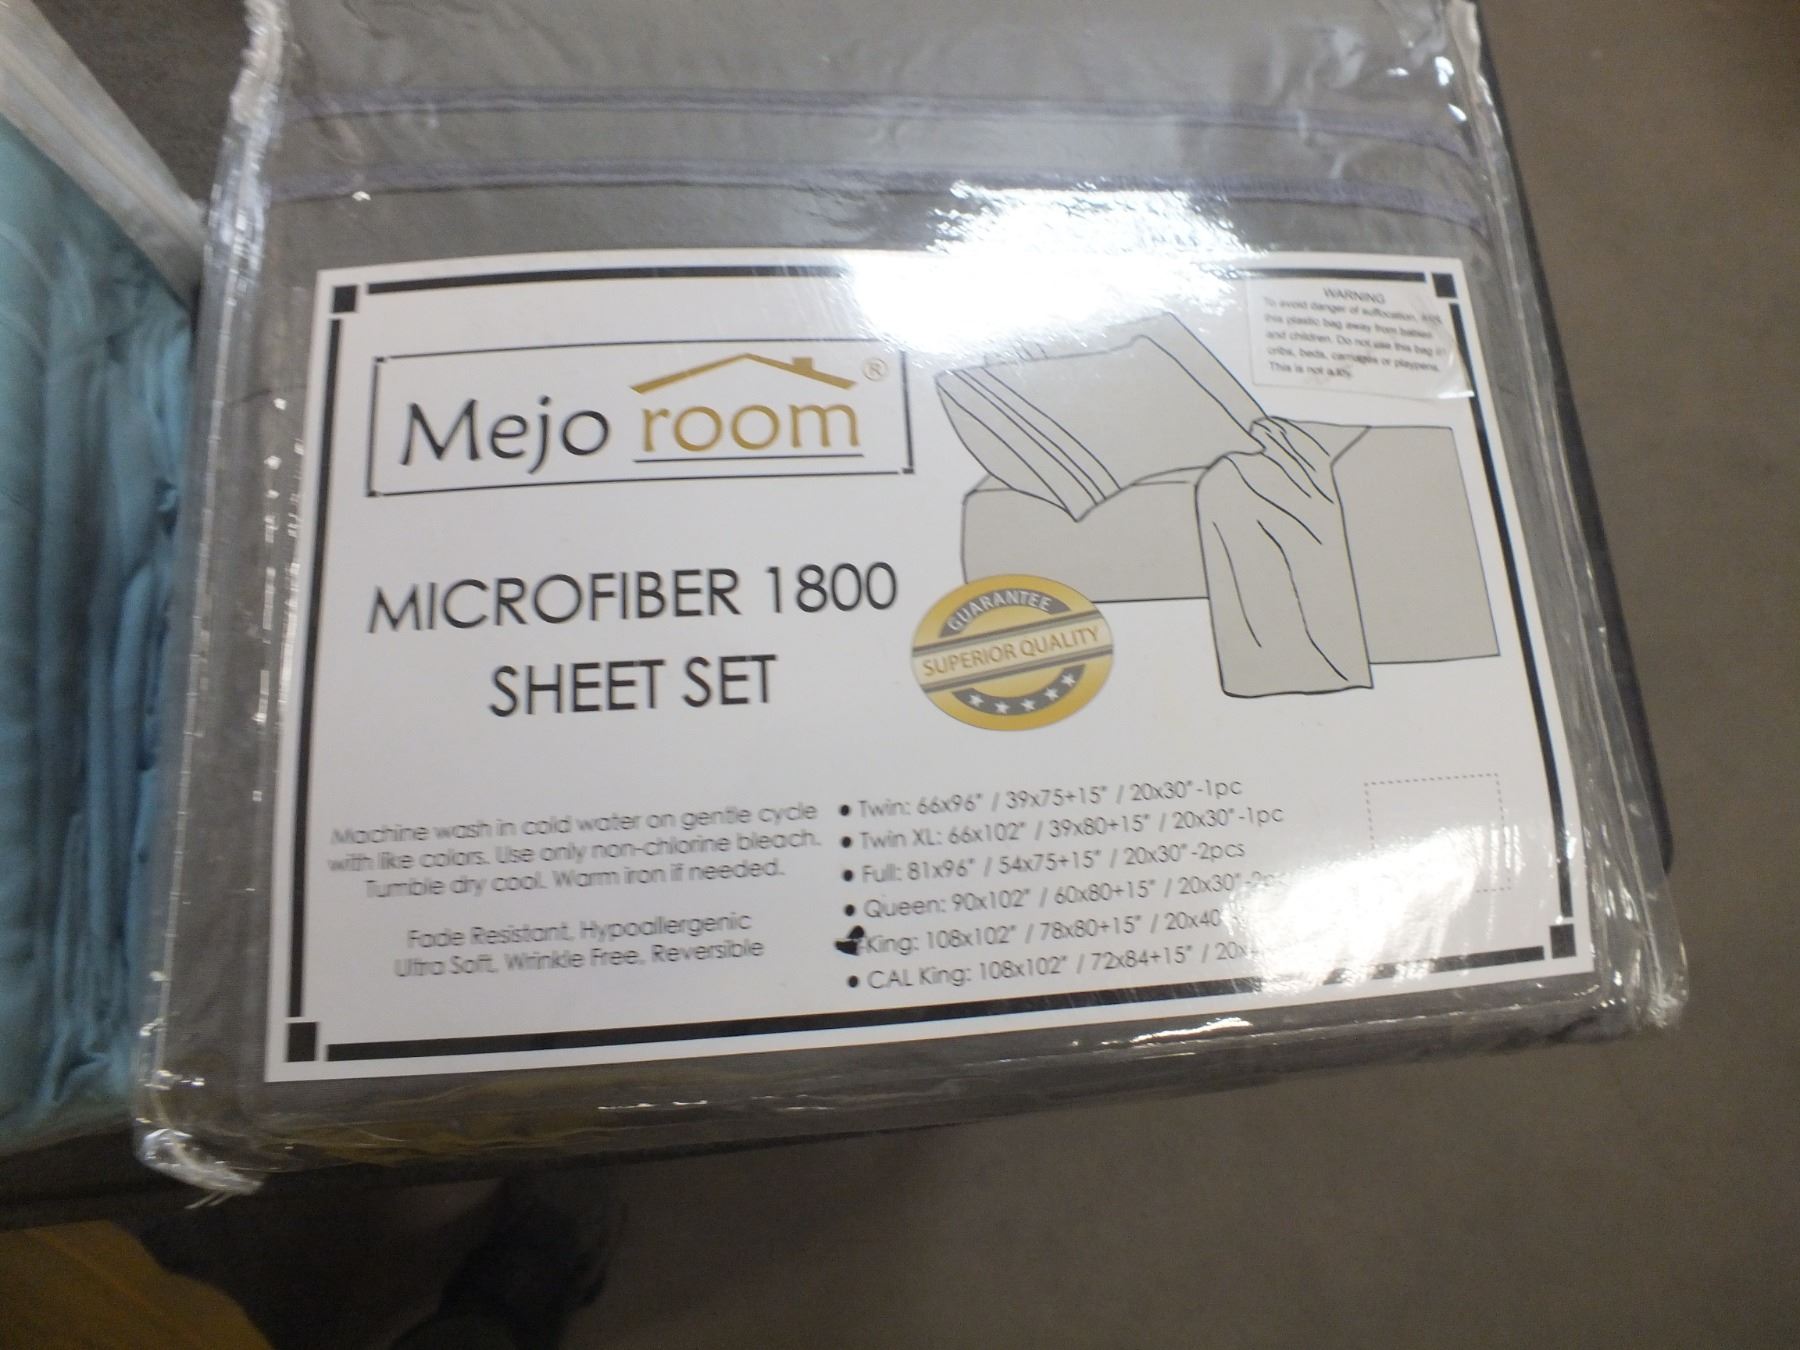 Mejo room®
MICROFIBER 1800
SHEET SET
GUARANTEE
SUPERIOR QUALITY
WARNING
To avoid danger of suffocation,
this plastic bag away from babies
and children. Do not use this bag in
cribs, beds, carriages or playpens.
This is not a toy.
Machine wash in cold water on gentle cycle
with like colors. Use only non-chlorine bleach.
Tumble dry cool. Warm iron if needed.
Fade Resistant, Hypoallergenic
Ultra Soft, Wrinkle Free, Reversible
• Twin: 66x96" / 39x75+15" / 20x30"-1pc
• Twin XL: 66x102" / 39x80+15" / 20x30"-1pc
• Full: 81x96" / 54x75+15" / 20x30"-2pcs
• Queen: 90x102" / 60x80+15" / 20x30"
King: 108x102" / 78x80+15" / 20x40
• CAL King: 108x102" / 72x84+15" /